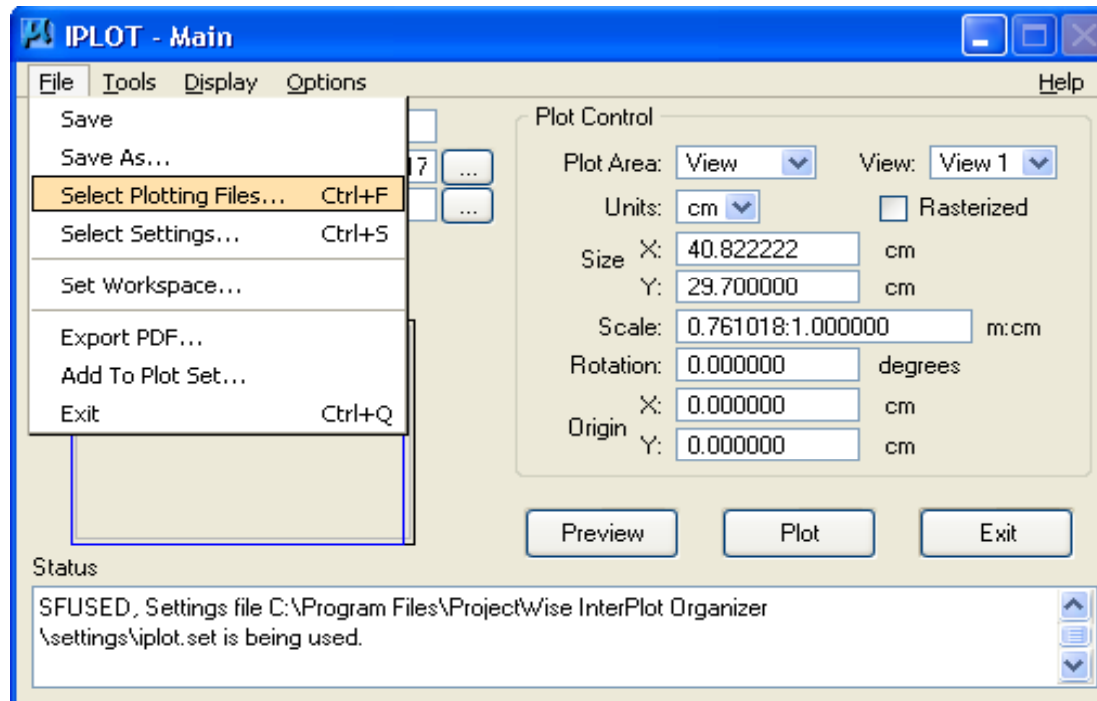 IPLOT - Main
File Tools Display Options Help
Save
Save As...
Select Plotting Files... Ctrl+F
Select Settings... Ctrl+S
Set Workspace...
Export PDF...
Add To Plot Set...
Exit Ctrl+Q
17 ...
...
Plot Control
Plot Area: View View: View 1
Units: cm Rasterized
Size X: 40.822222 cm
Y: 29.700000 cm
Scale: 0.761018:1.000000 m:cm
Rotation: 0.000000 degrees
Origin X: 0.000000 cm
Y: 0.000000 cm
Preview Plot Exit
Status
SFUSED, Settings file C:\Program Files\ProjectWise InterPlot Organizer
\settings\iplot.set is being used.